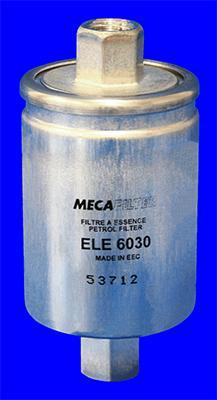 MECAFILTER
FILTRE A ESSENCE
PETROL FILTER
ELE 6030
MADE IN EEC
53712